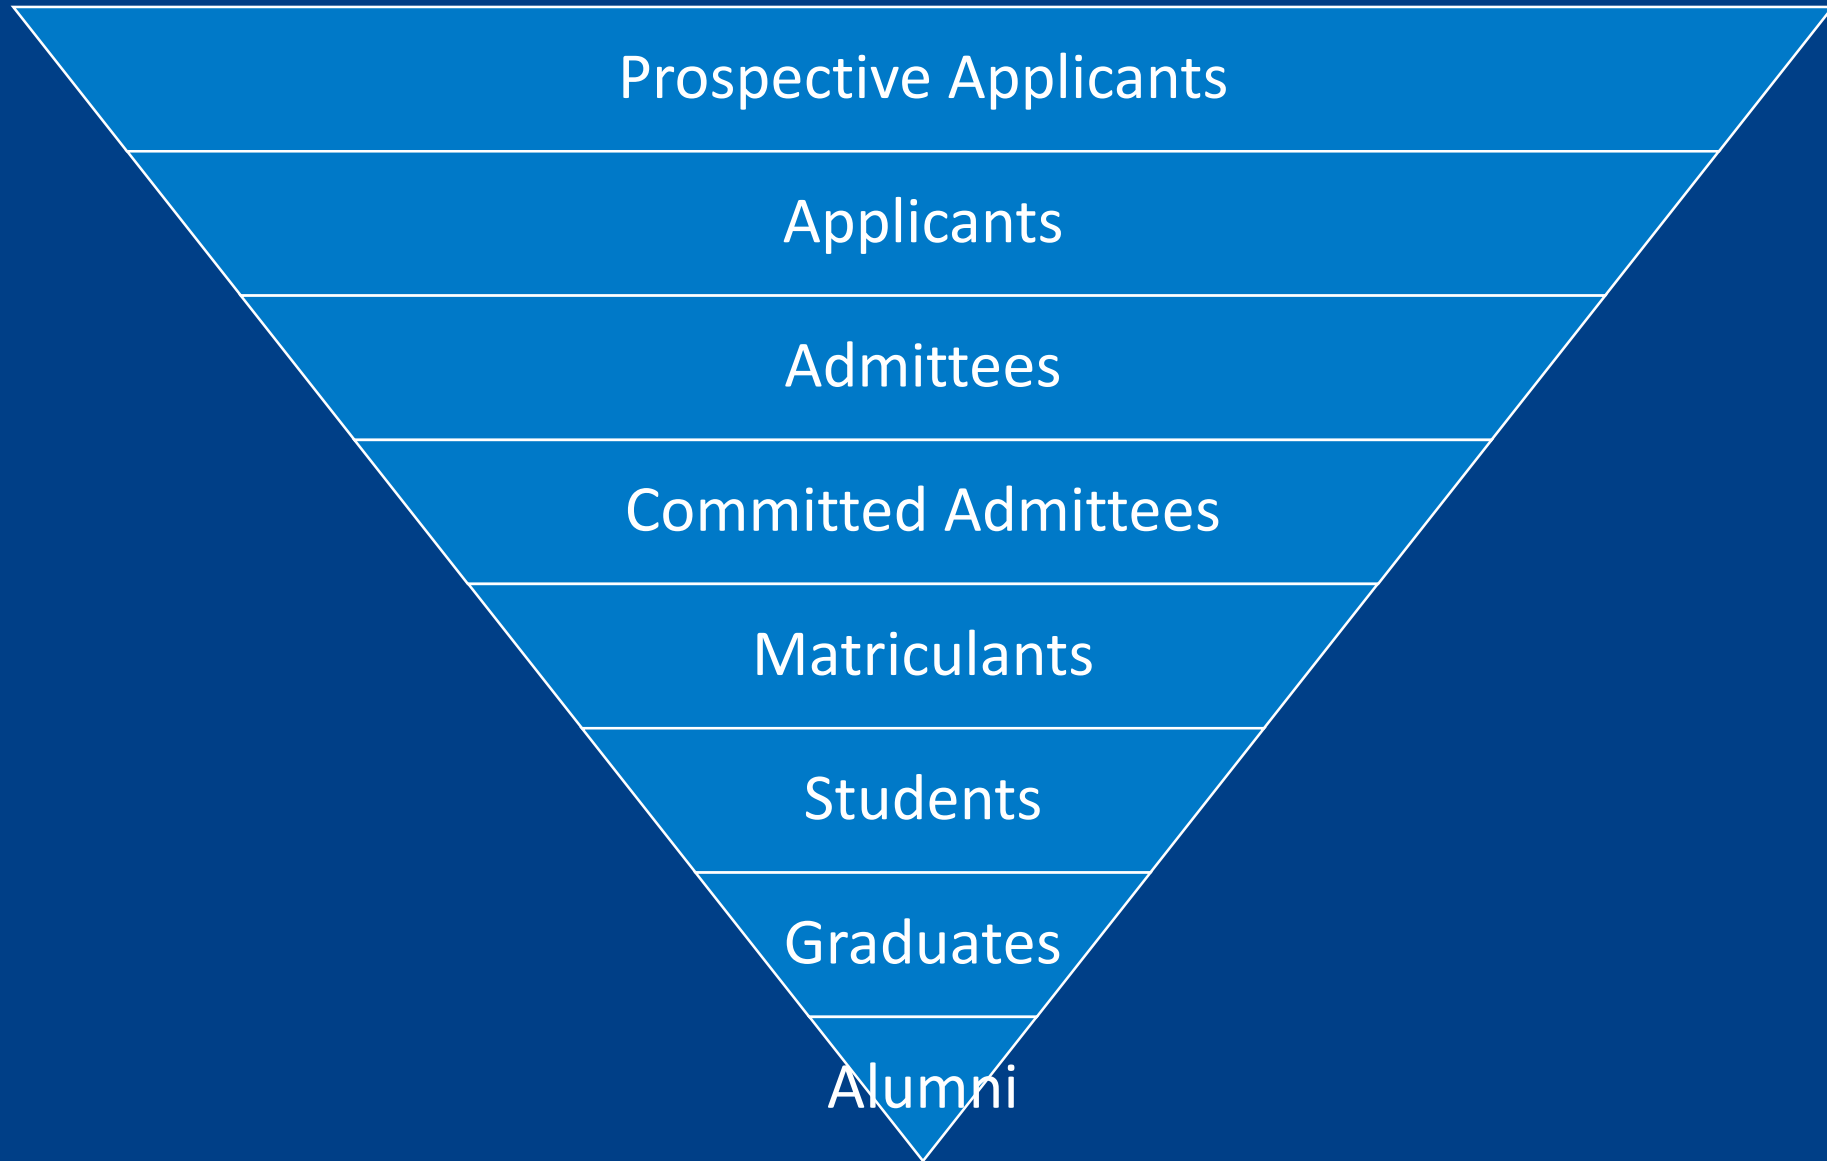 Prospective Applicants
Applicants
Admittees
Committed Admittees
Matriculants
Students
Graduates
Alumni